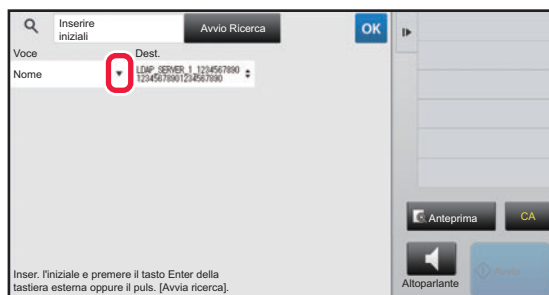 Inserire
iniziali
Avvio Ricerca
OK
Voce
Dest.
Nome
LDAP_SERVER_1_1234567890
12345678901234567890
Anteprima
CA
Altoparlante
Avvio
Inser. l'iniziale e premere il tasto Enter della
tastiera esterna oppure il puls. [Avvia ricerca].